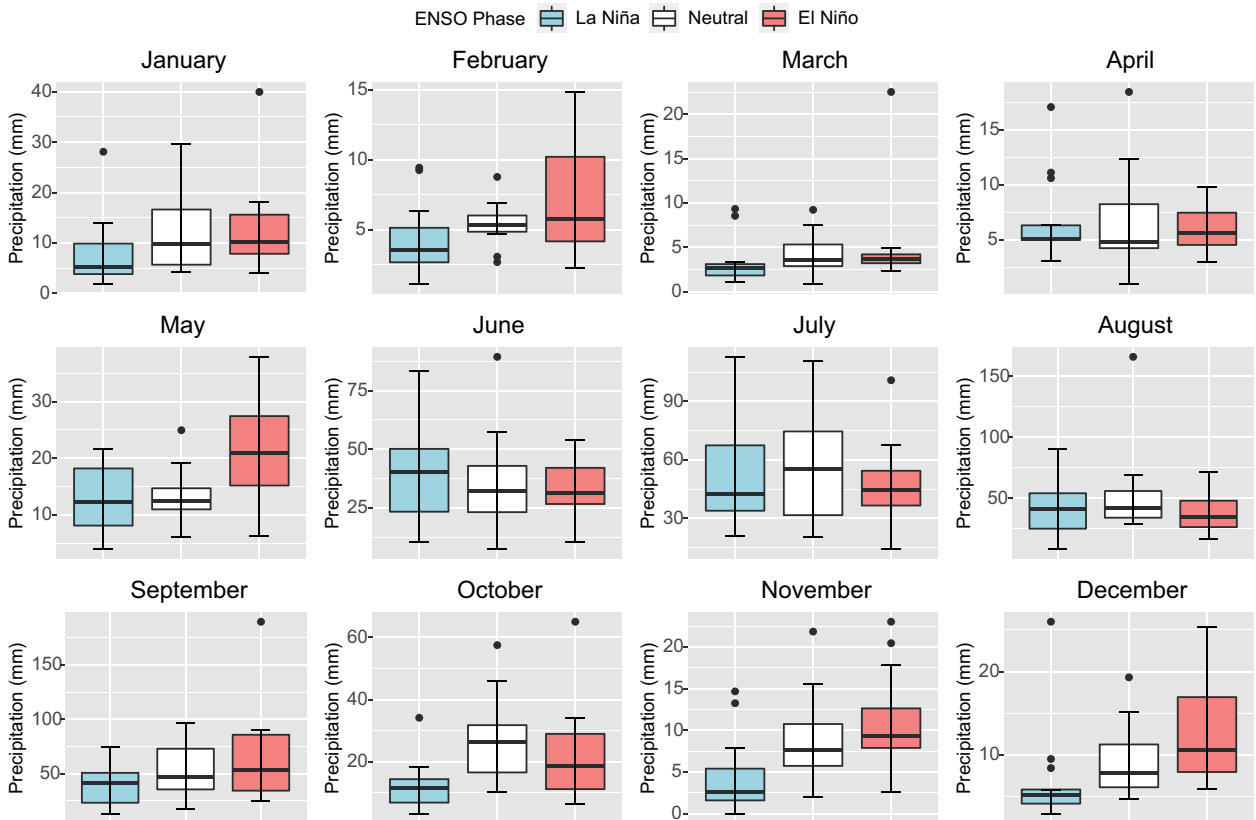 ENSO Phase La Niña Neutral El Niño
January February March April
Precipitation (mm)
40
30
20
10
0
Precipitation (mm)
15
10
5
Precipitation (mm)
20
15
10
5
0
Precipitation (mm)
15
10
5
May June July August
Precipitation (mm)
30
20
10
Precipitation (mm)
75
50
25
Precipitation (mm)
90
60
30
Precipitation (mm)
150
100
50
September October November December
Precipitation (mm)
150
100
50
Precipitation (mm)
60
40
20
Precipitation (mm)
20
15
10
5
0
Precipitation (mm)
20
10